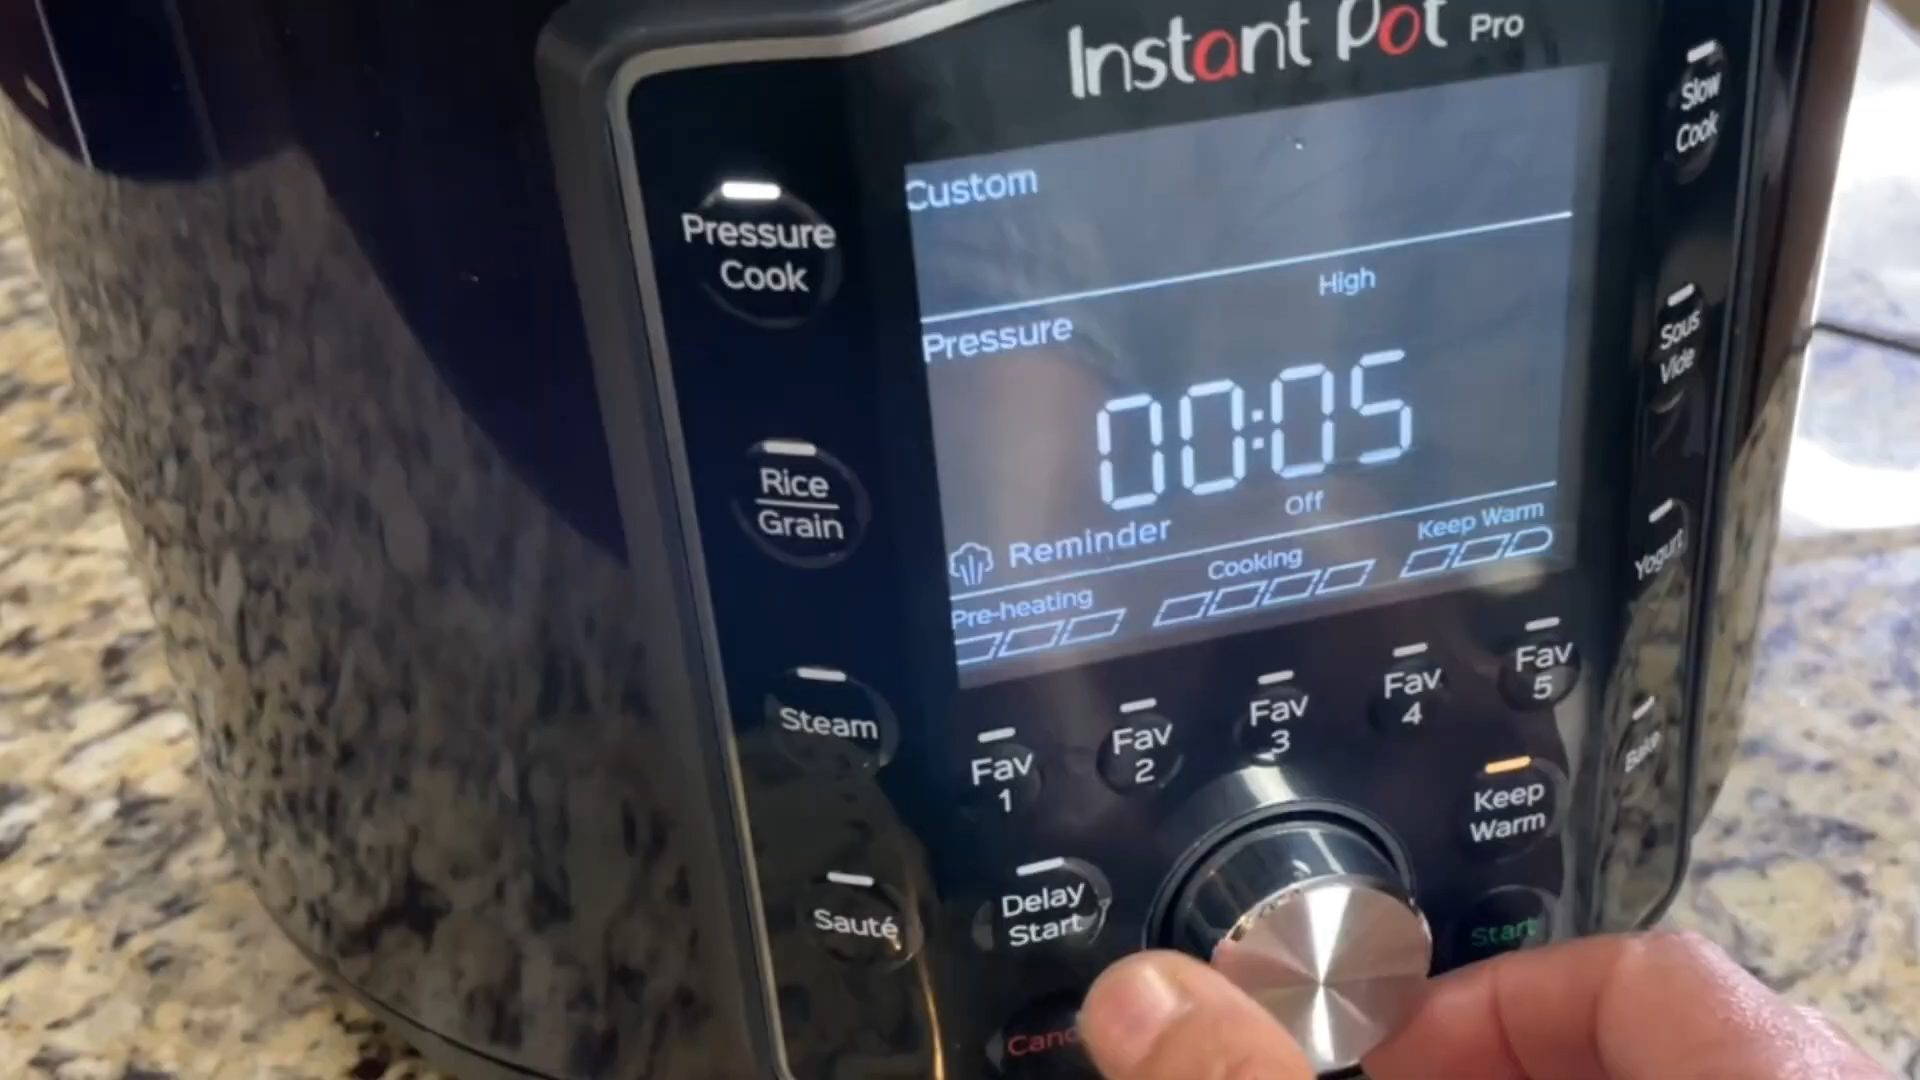 Instant Pot Pro
Custom
High
Pressure
00:05
Off
Reminder
Pre-heating
Cooking
Keep Warm
Pressure
Cook
Rice
Grain
Steam
Sauté
Slow
Cook
Sous
Vide
Yogurt
Bake
Fav
1
Fav
2
Fav
3
Fav
4
Fav
5
Delay
Start
Keep
Warm
Start
Canc